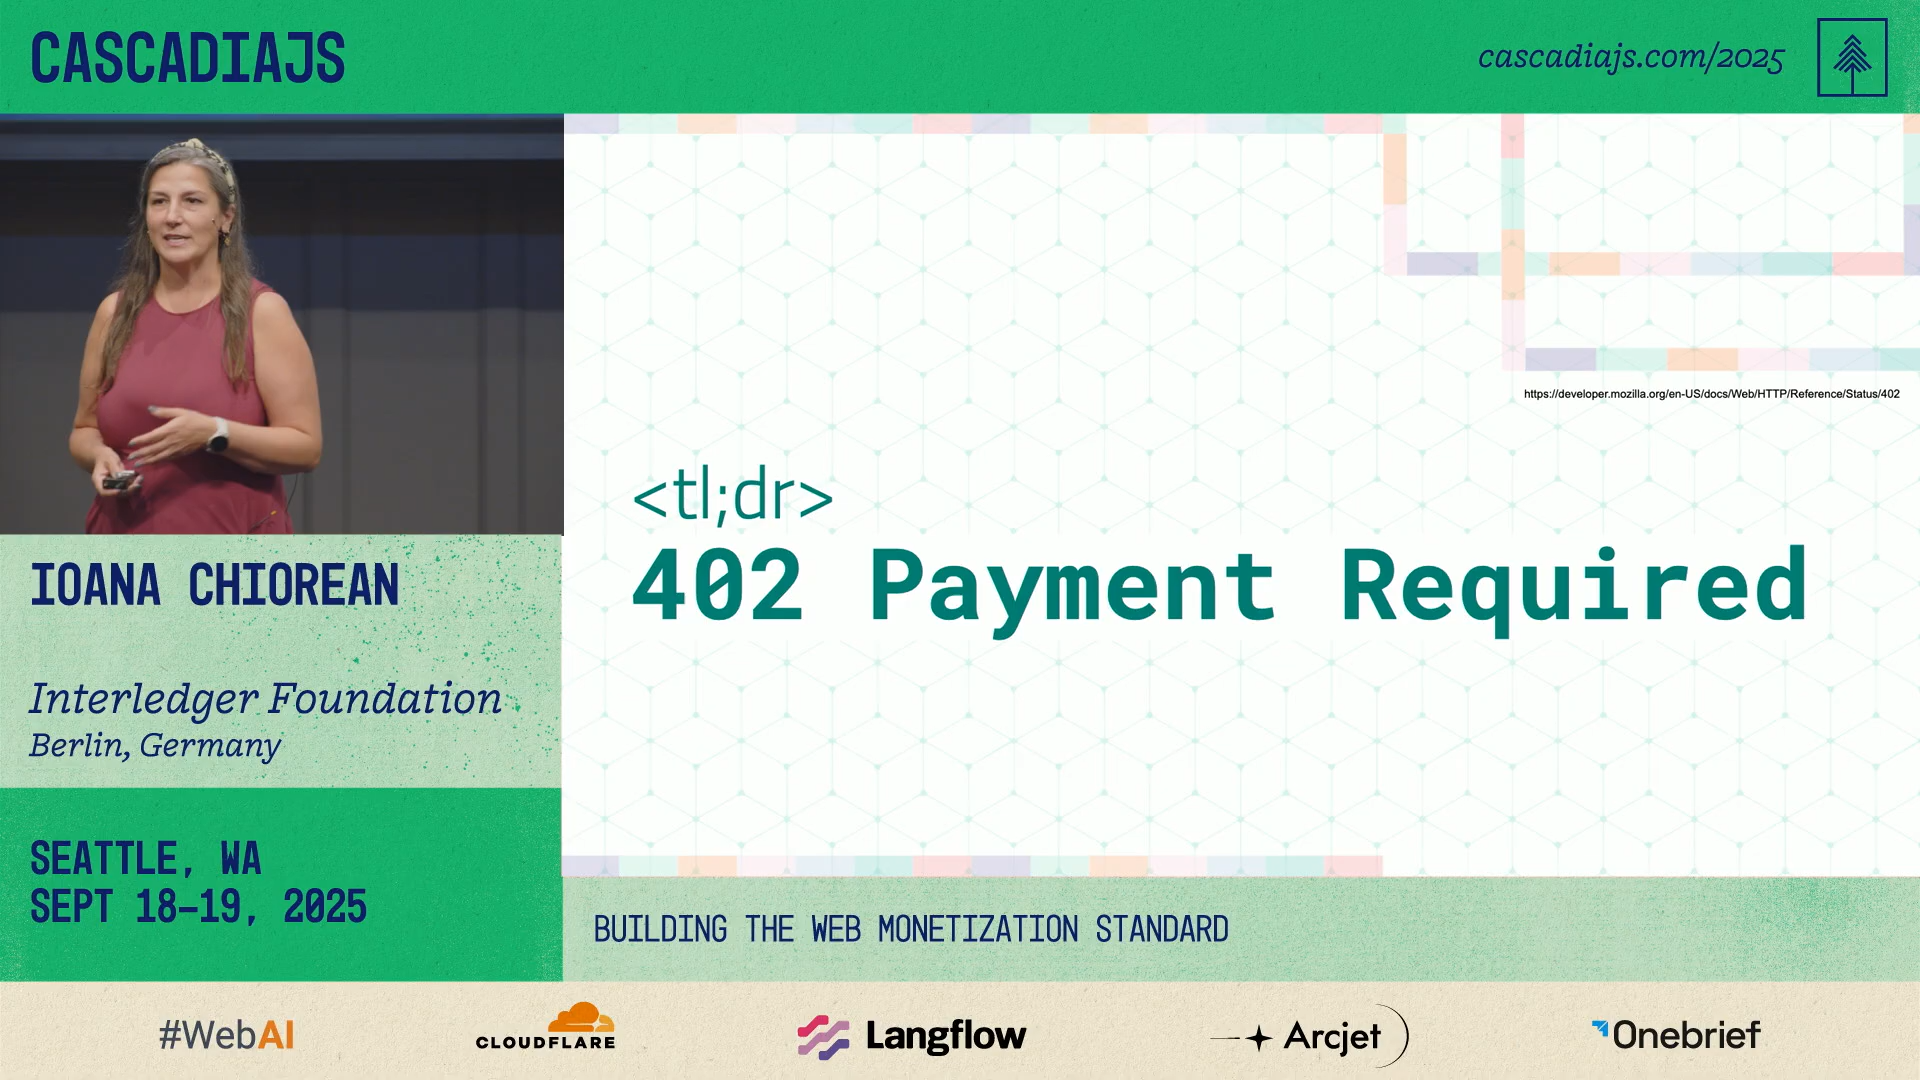 CASCADIAJS
cascadiajs.com/2025
https://developer.mozilla.org/en-US/docs/Web/HTTP/Reference/Status/402
<tl;dr>
402 Payment Required
IOANA CHIOREAN
Interledger Foundation
Berlin, Germany
SEATTLE, WA
SEPT 18–19, 2025
BUILDING THE WEB MONETIZATION STANDARD
#WebAI
CLOUDFLARE
Langflow
Arcjet
Onebrief